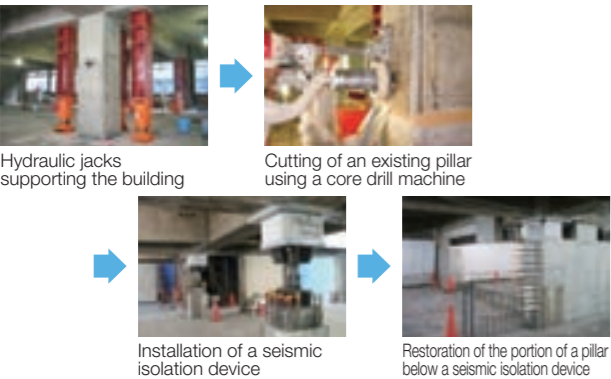 Hydraulic jacks
supporting the building
Cutting of an existing pillar
using a core drill machine
Installation of a seismic
isolation device
Restoration of the portion of a pillar
below a seismic isolation device